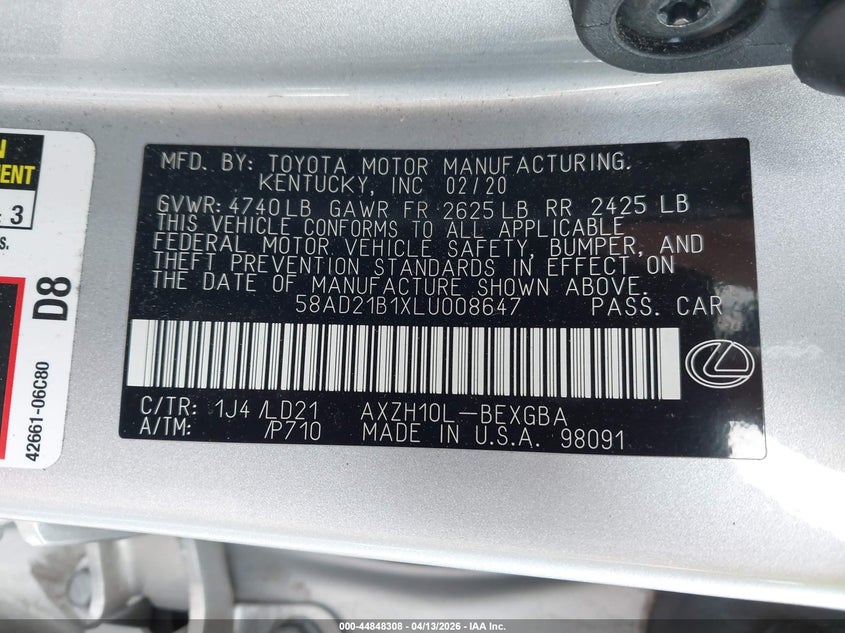 N
EMENT
: 3
s.
D8
42661-06C80
MFD. BY: TOYOTA MOTOR MANUFACTURING.
KENTUCKY, INC 02/20
GVWR: 4740LB GAWR FR 2625LB RR 2425 LB
THIS VEHICLE CONFORMS TO ALL APPLICABLE
FEDERAL MOTOR VEHICLE SAFETY, BUMPER, AND
THEFT PREVENTION STANDARDS IN EFFECT ON
THE DATE OF MANUFACTURE SHOWN ABOVE.
58AD21B1XLU008647 PASS. CAR
C/TR: 1J4 /LD21 AXZH10L-BEXGBA
A/TM: /P710 MADE IN U.S.A. 98091
000-44848308 - 04/13/2026 - IAA Inc.